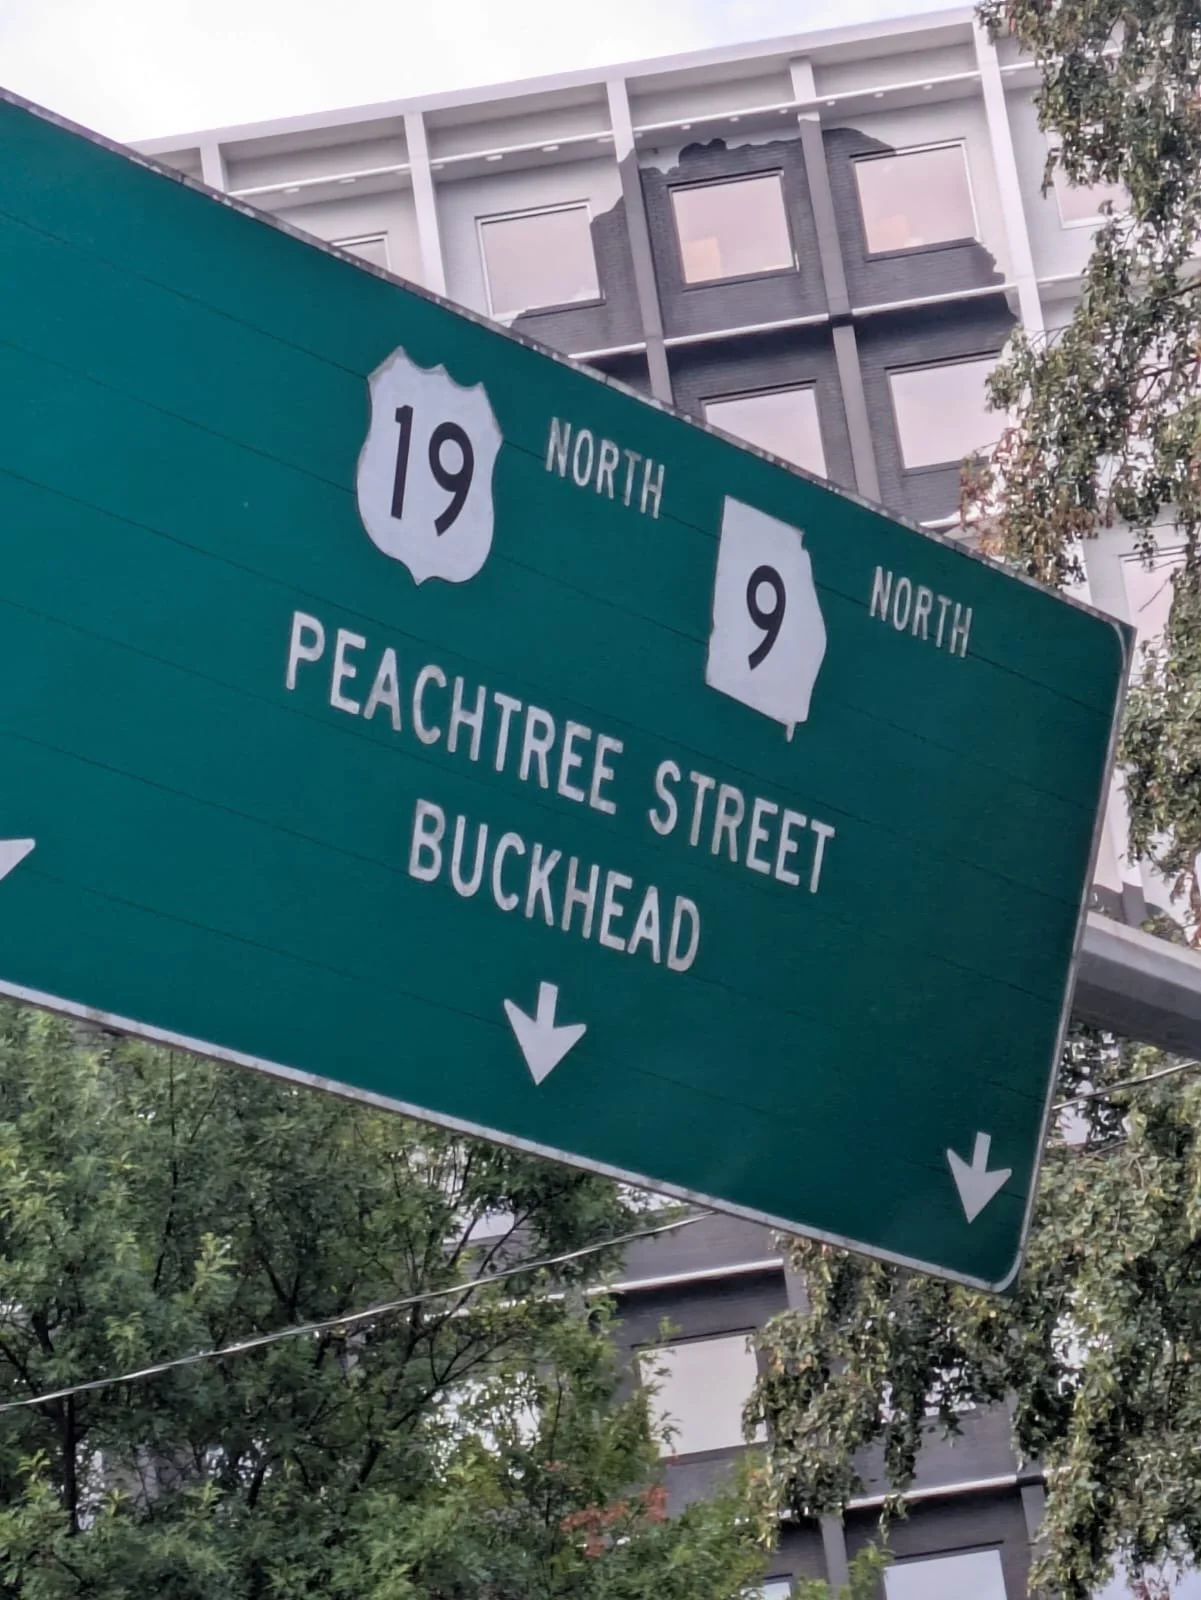 19 NORTH 9 NORTH
PEACHTREE STREET
BUCKHEAD